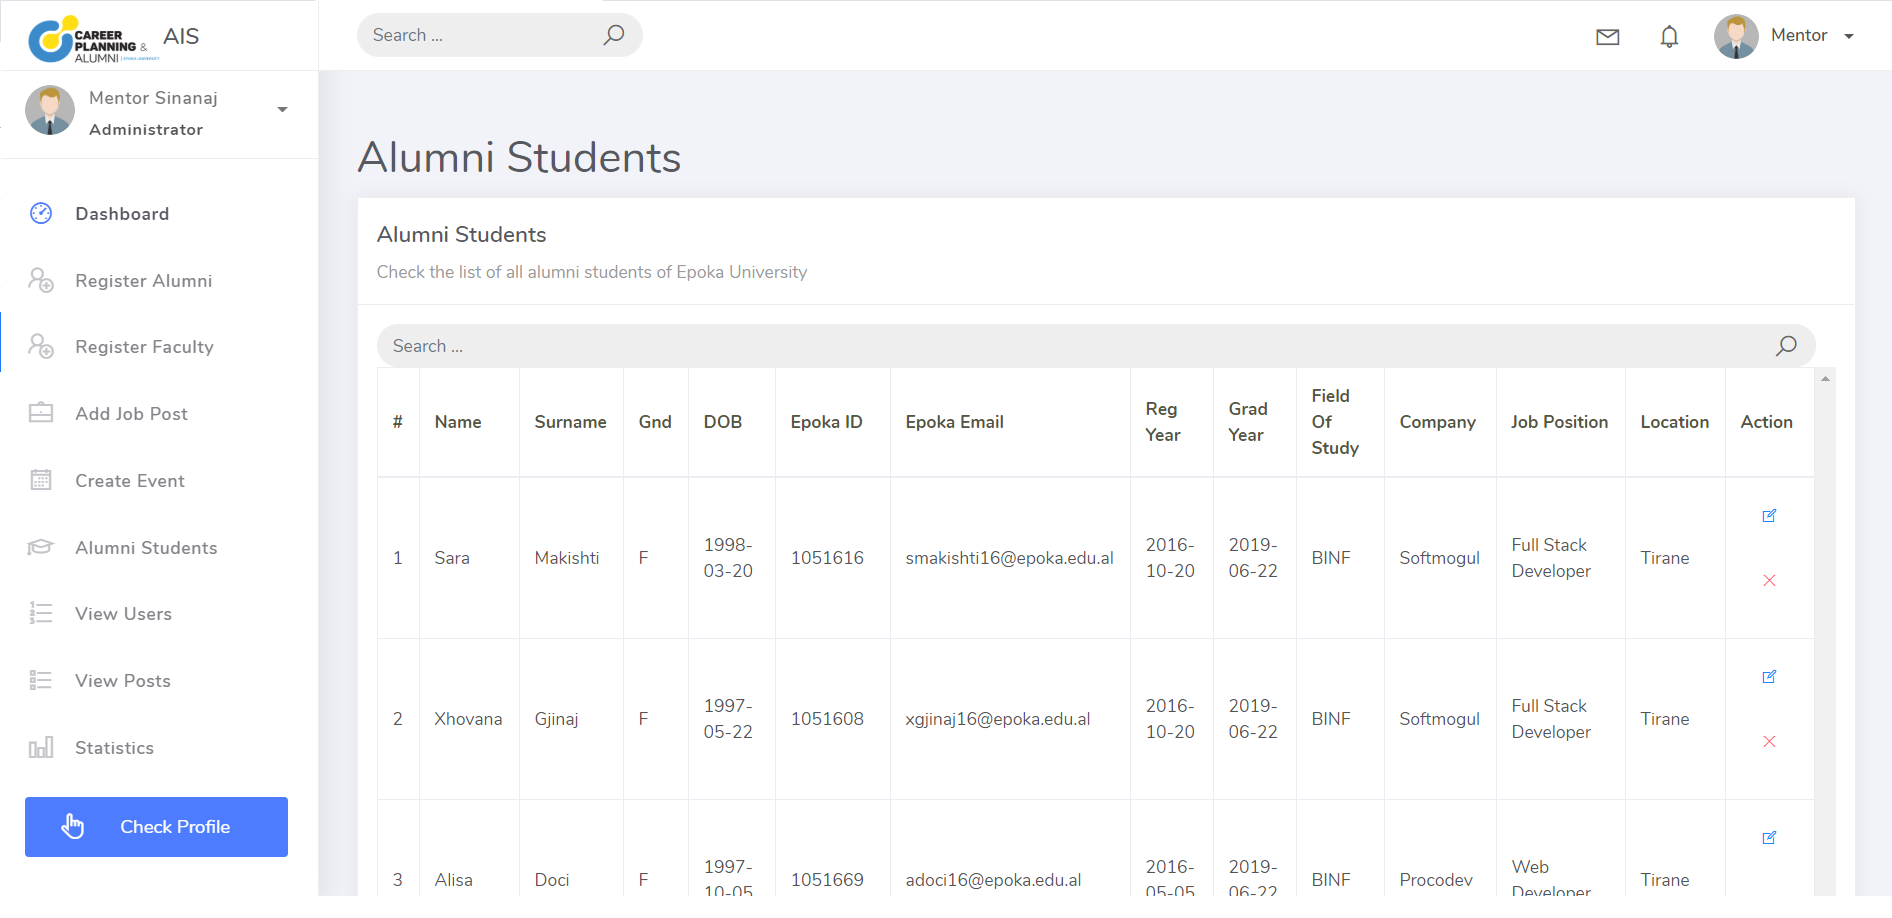 CAREER
PLANNING &
ALUMNI | EPOKA UNIVERSITY
AIS
Search ...
Mentor
Mentor Sinanaj
Administrator
Dashboard
Register Alumni
Register Faculty
Add Job Post
Create Event
Alumni Students
View Users
View Posts
Statistics
Check Profile
Alumni Students
Alumni Students
Check the list of all alumni students of Epoka University
Search ...
# Name Surname Gnd DOB Epoka ID Epoka Email Reg Year Grad Year Field Of Study Company Job Position Location Action
1 Sara Makishti F 1998-03-20 1051616 smakishti16@epoka.edu.al 2016-10-20 2019-06-22 BINF Softmogul Full Stack Developer Tirane
2 Xhovana Gjinaj F 1997-05-22 1051608 xgjinaj16@epoka.edu.al 2016-10-20 2019-06-22 BINF Softmogul Full Stack Developer Tirane
3 Alisa Doci F 1997-10-05 1051669 adoci16@epoka.edu.al 2016-05-05 2019-06-22 BINF Procodev Web Developer Tirane